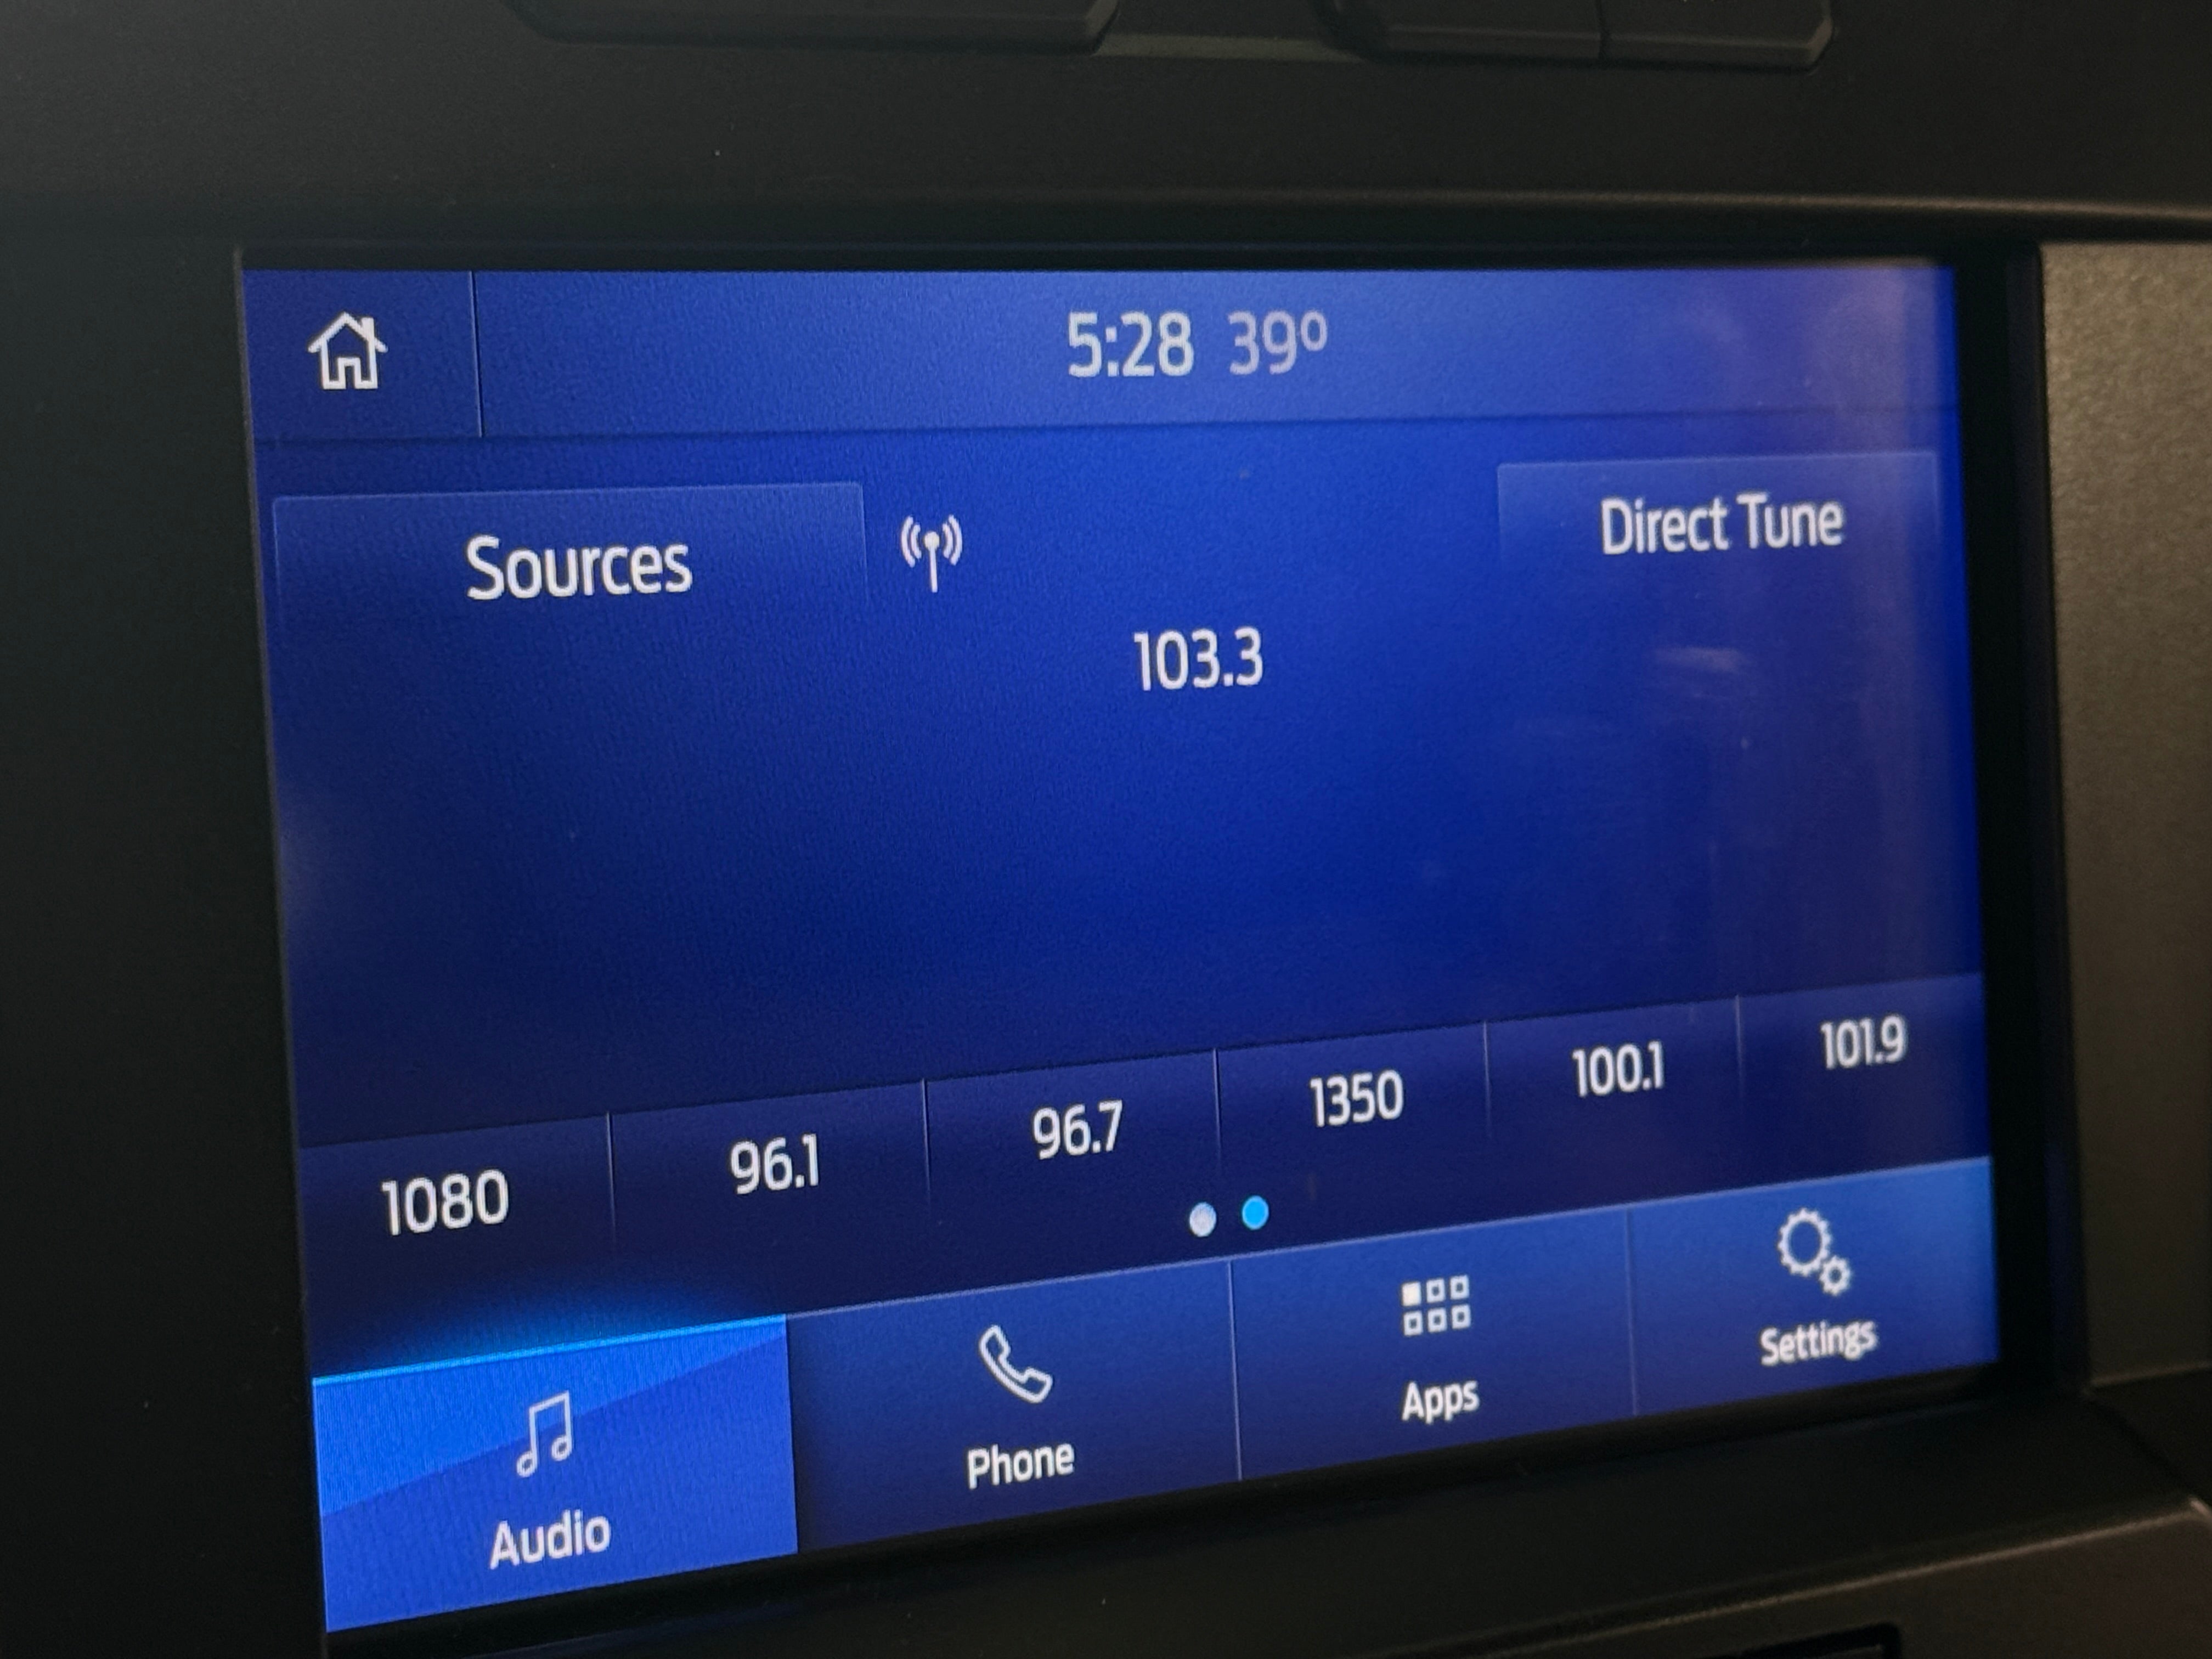 5:28 39º
Sources
Direct Tune
103.3
1080
96.1
96.7
1350
100.1
101.9
Audio
Phone
Apps
Settings